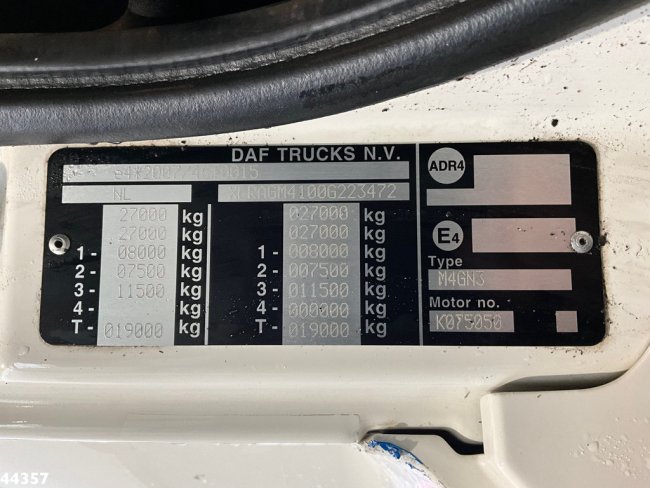 DAF TRUCKS N.V.
e4*2007/46*0015
NL XLRAGM4100G223472
27000 kg 027000 kg
27000 kg 027000 kg
1- 08000 kg 1- 008000 kg
2- 07500 kg 2- 007500 kg
3- 11500 kg 3- 011500 kg
4- kg 4- 000000 kg
T- 019000 kg T- 019000 kg
ADR4
E4
Type
M4GN3
Motor no.
K075050
44357